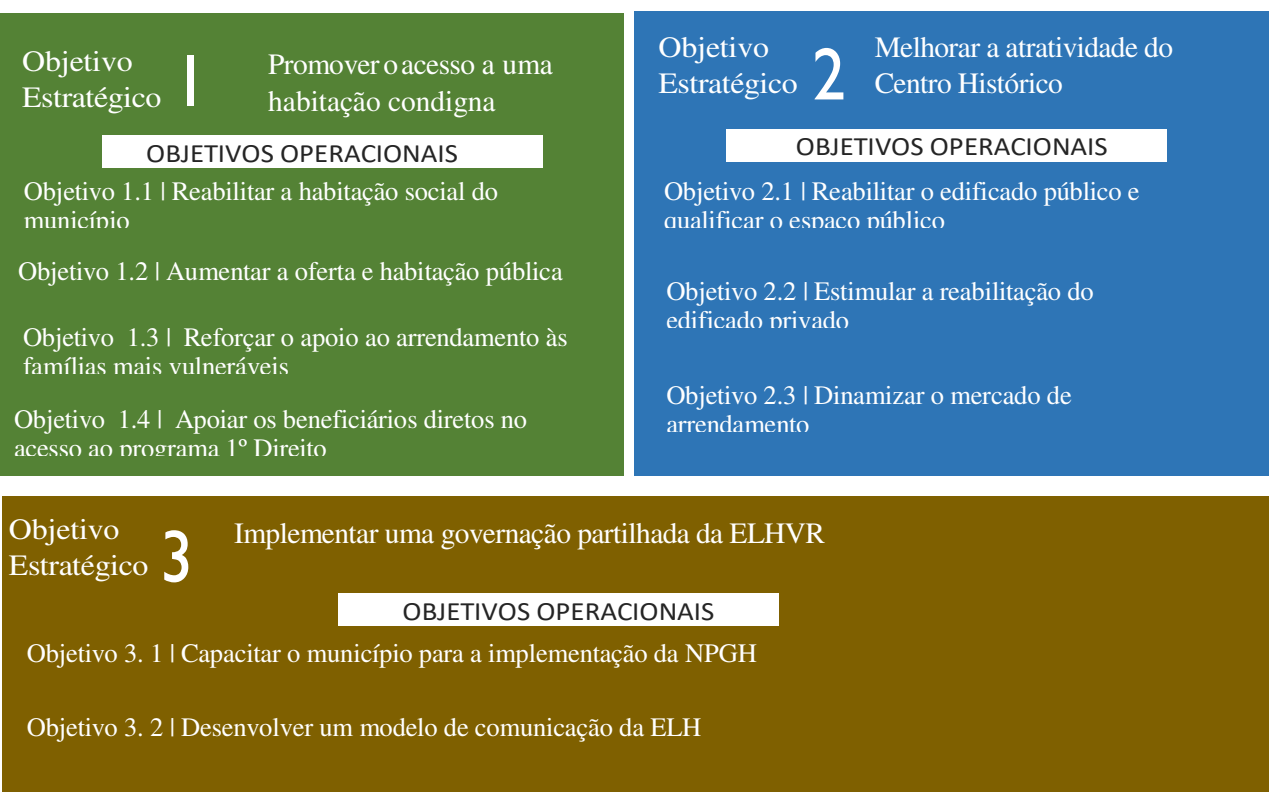 Objetivo
Estratégico
1
Promover o acesso a uma
habitação condigna
OBJETIVOS OPERACIONAIS
Objetivo 1.1 | Reabilitar a habitação social do
município
Objetivo 1.2 | Aumentar a oferta e habitação pública
Objetivo 1.3 | Reforçar o apoio ao arrendamento às
famílias mais vulneráveis
Objetivo 1.4 | Apoiar os beneficiários diretos no
acesso ao programa 1º Direito
Objetivo
Estratégico
2
Melhorar a atratividade do
Centro Histórico
OBJETIVOS OPERACIONAIS
Objetivo 2.1 | Reabilitar o edificado público e
qualificar o espaço público
Objetivo 2.2 | Estimular a reabilitação do
edificado privado
Objetivo 2.3 | Dinamizar o mercado de
arrendamento
Objetivo
Estratégico
3
Implementar uma governação partilhada da ELHVR
OBJETIVOS OPERACIONAIS
Objetivo 3. 1 | Capacitar o município para a implementação da NPGH
Objetivo 3. 2 | Desenvolver um modelo de comunicação da ELH